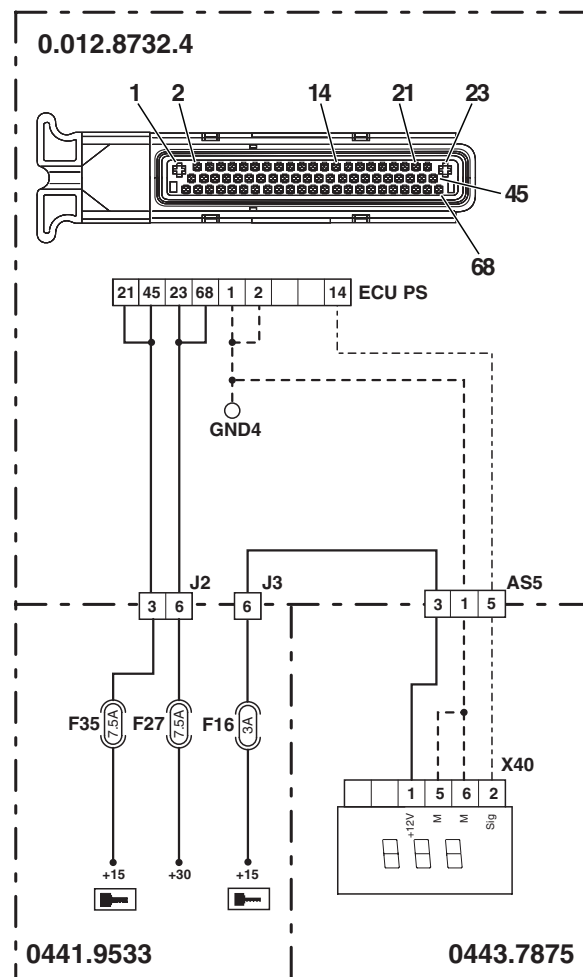 0.012.8732.4
1 2 14 21 23
45
68
21 45 23 68 1 2 14 ECU PS
GND4
J2 J3 AS5
3 6 6 3 1 5
F35 7.5A F27 7.5A F16 3A
X40
1 5 6 2
+12V M M Sig
+15 +30 +15
0441.9533 0443.7875